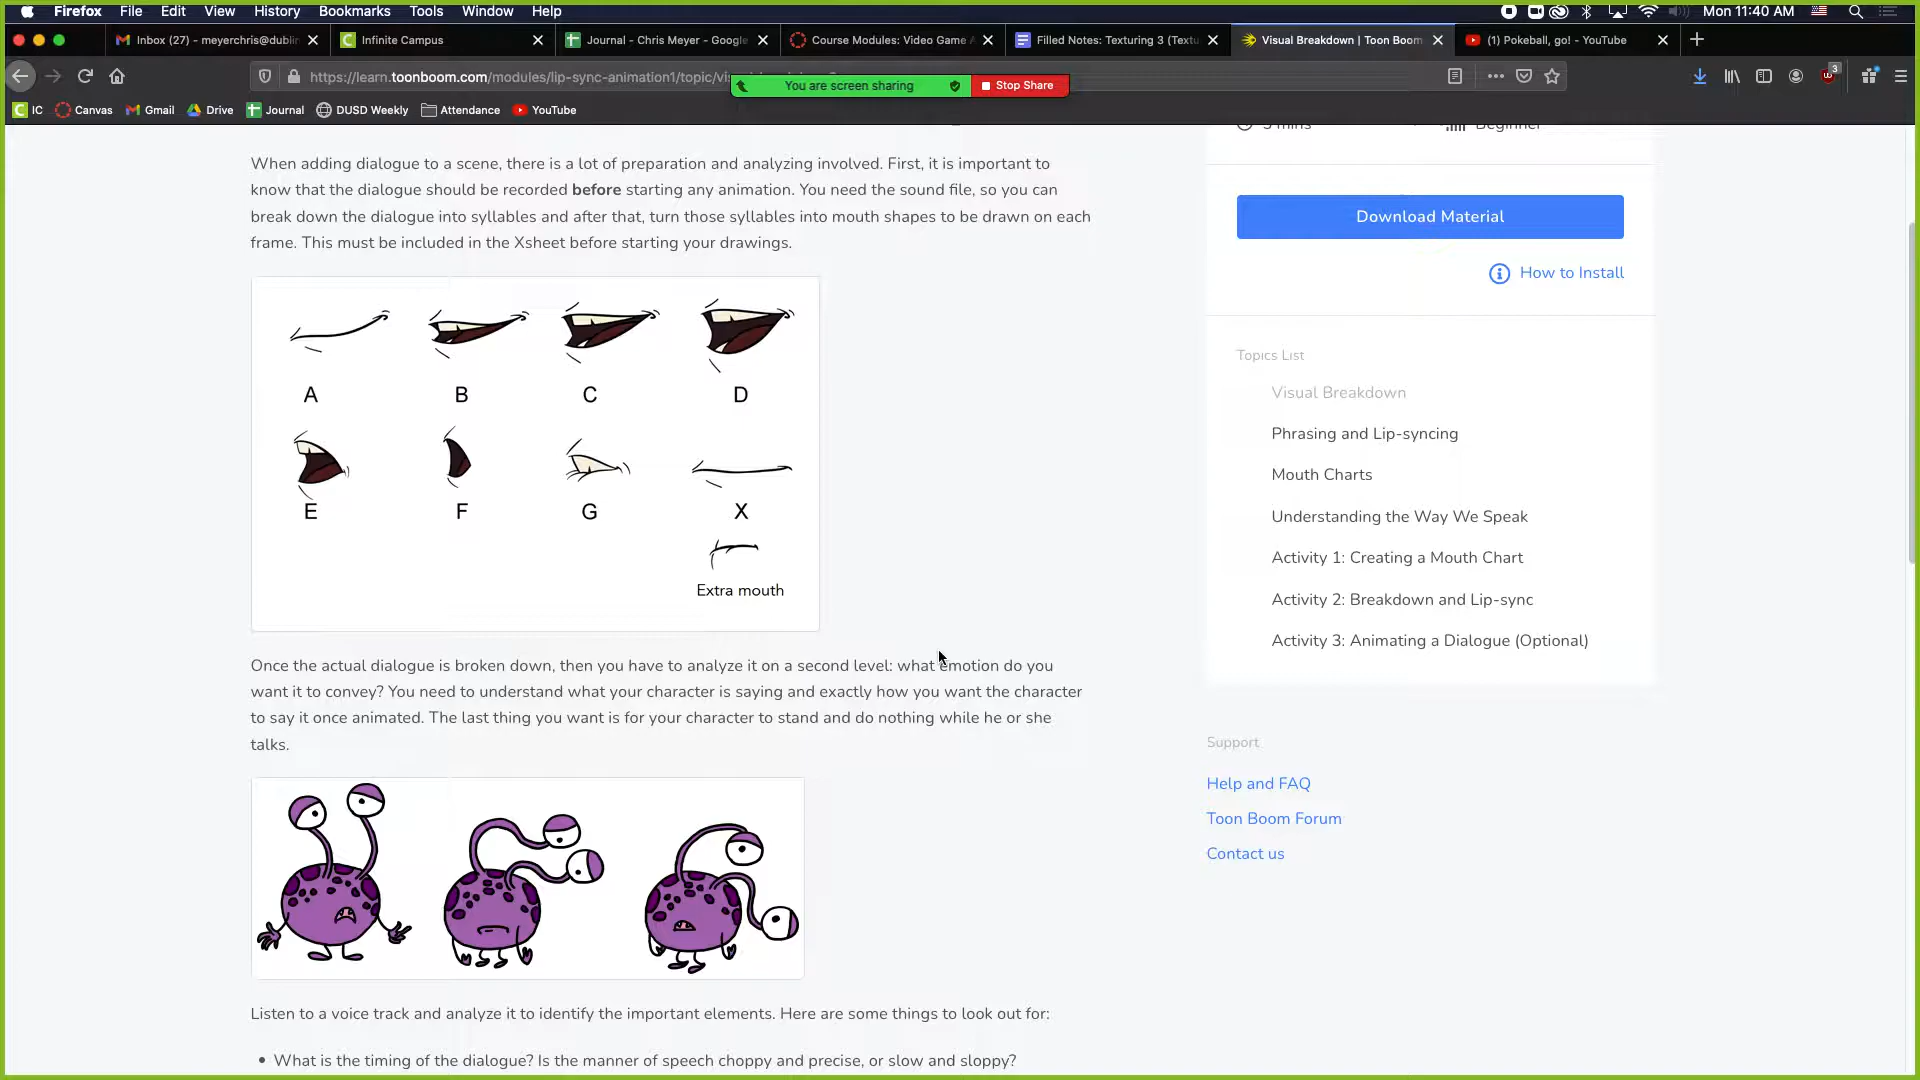 Firefox File Edit View History Bookmarks Tools Window Help Mon 11:40 AM
Inbox (27) - meyerchris@dublin Infinite Campus Journal - Chris Meyer - Google Course Modules: Video Game A Filled Notes: Texturing 3 (Textu Visual Breakdown | Toon Boom (1) Pokeball, go! - YouTube
https://learn.toonboom.com/modules/lip-sync-animation1/topic/vi 3
You are screen sharing Stop Share
IC Canvas Gmail Drive Journal DUSD Weekly Attendance YouTube
5 mins Beginner
When adding dialogue to a scene, there is a lot of preparation and analyzing involved. First, it is important to
know that the dialogue should be recorded before starting any animation. You need the sound file, so you can
break down the dialogue into syllables and after that, turn those syllables into mouth shapes to be drawn on each
frame. This must be included in the Xsheet before starting your drawings.
A B C D
E F G X
Extra mouth
Once the actual dialogue is broken down, then you have to analyze it on a second level: what emotion do you
want it to convey? You need to understand what your character is saying and exactly how you want the character
to say it once animated. The last thing you want is for your character to stand and do nothing while he or she
talks.
Listen to a voice track and analyze it to identify the important elements. Here are some things to look out for:
• What is the timing of the dialogue? Is the manner of speech choppy and precise, or slow and sloppy?
Download Material
How to Install
Topics List
Visual Breakdown
Phrasing and Lip-syncing
Mouth Charts
Understanding the Way We Speak
Activity 1: Creating a Mouth Chart
Activity 2: Breakdown and Lip-sync
Activity 3: Animating a Dialogue (Optional)
Support
Help and FAQ
Toon Boom Forum
Contact us